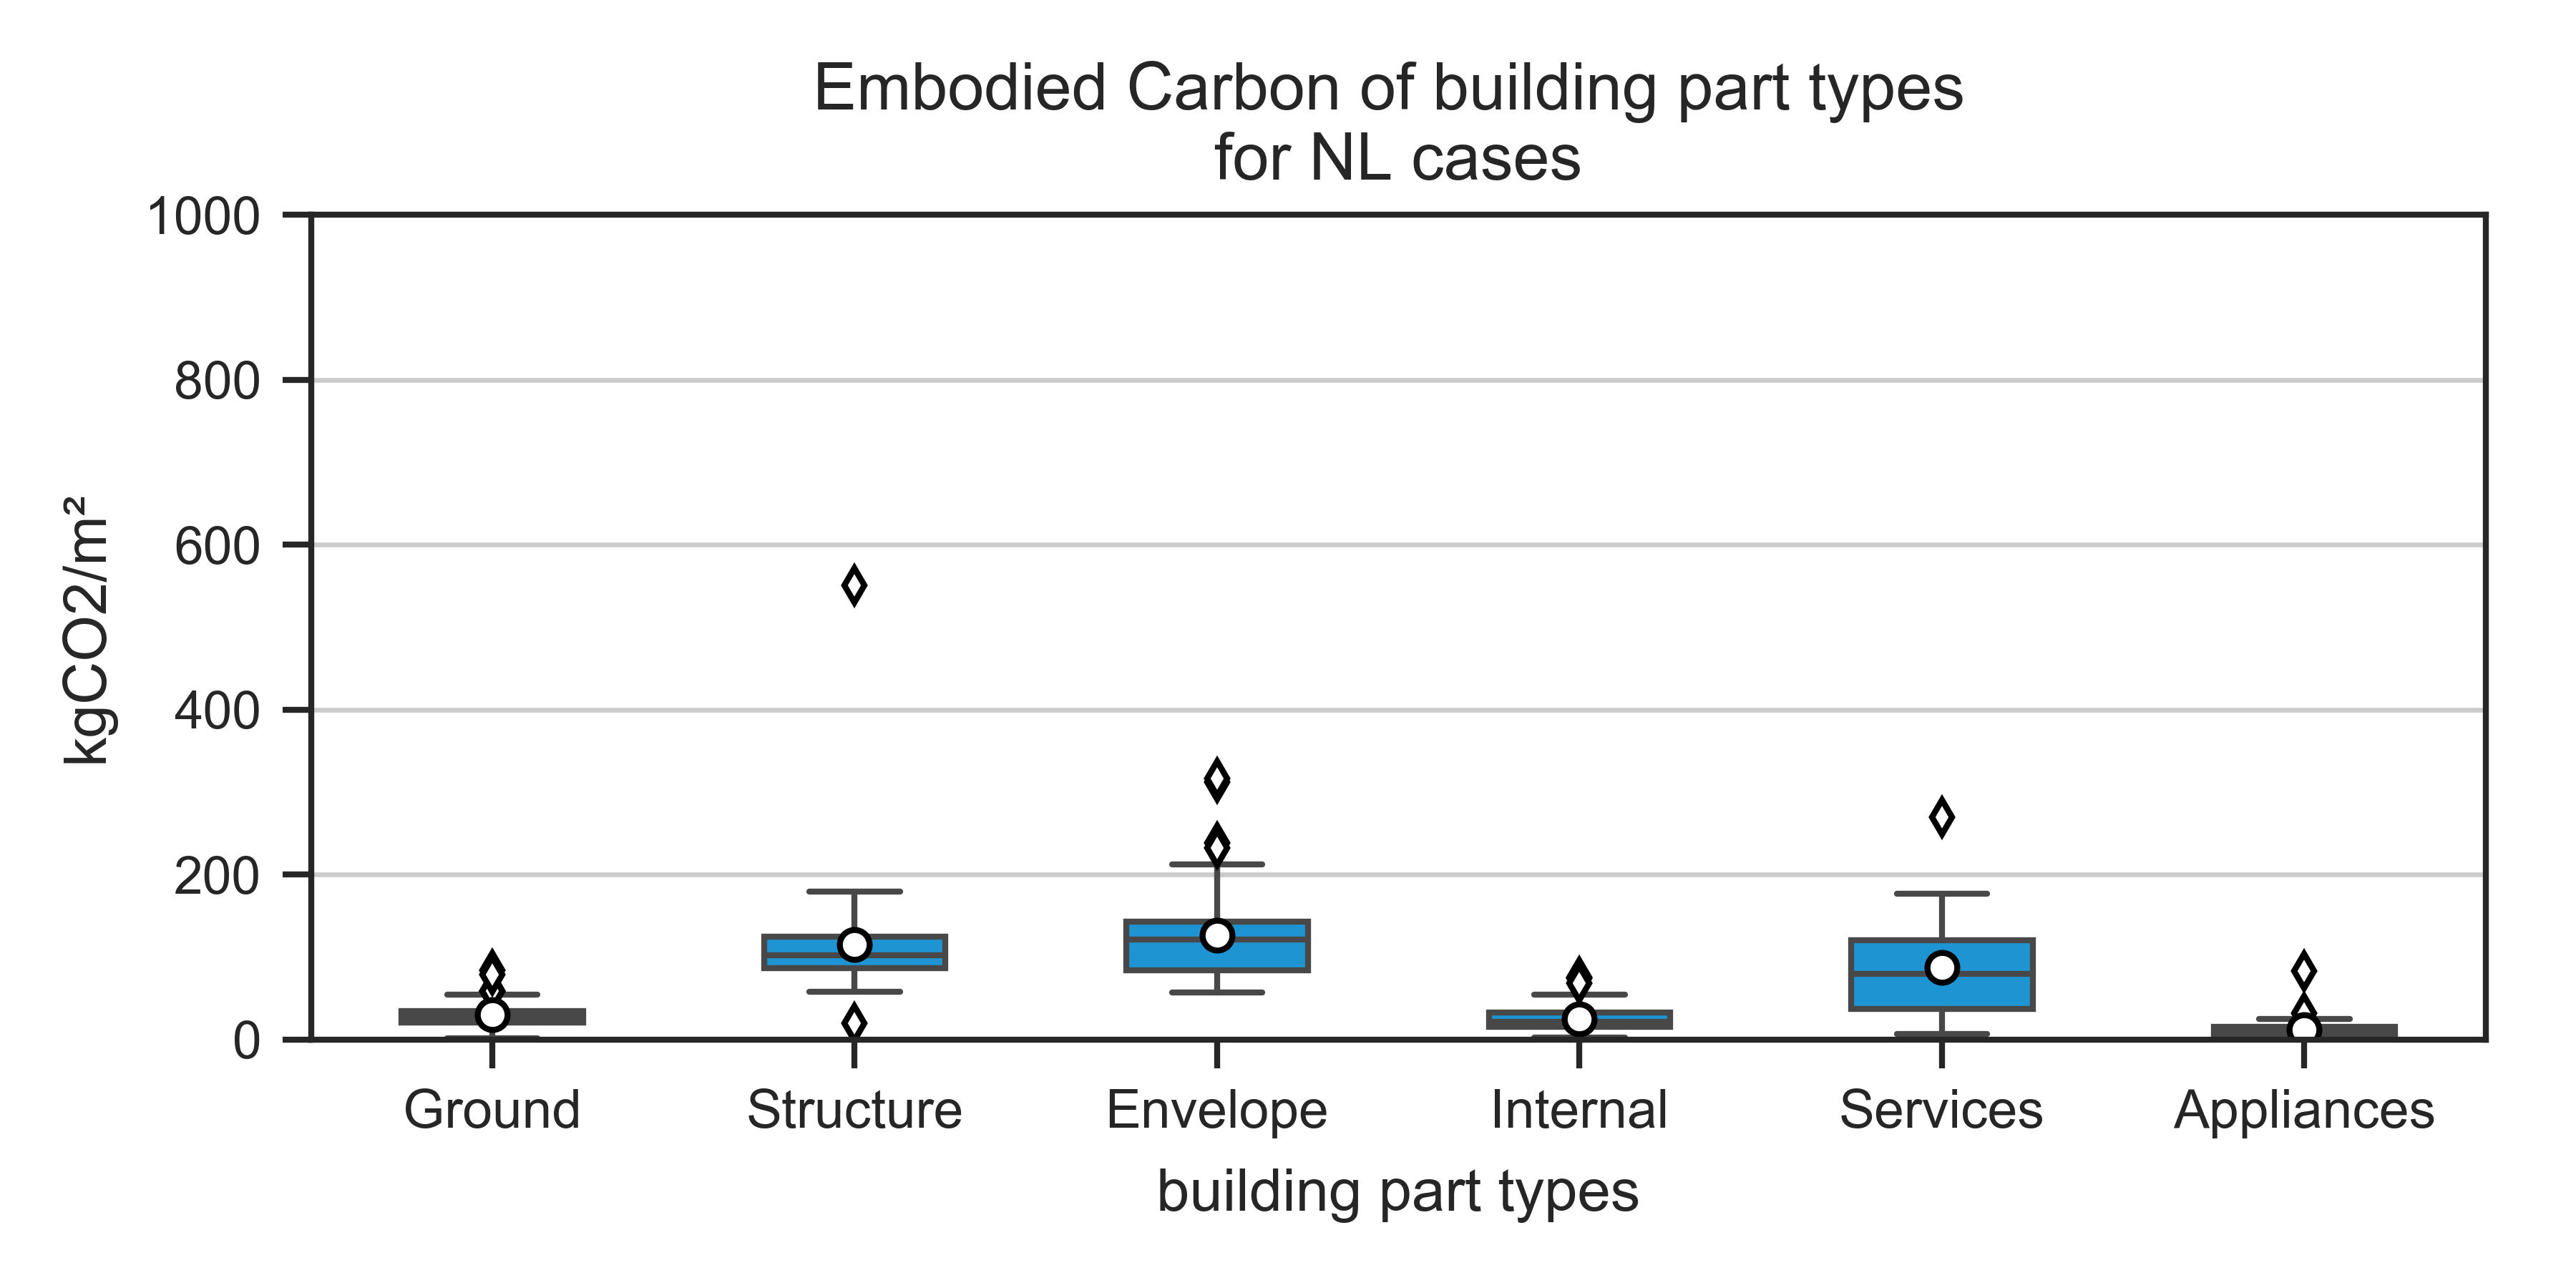 Embodied Carbon of building part types
for NL cases
1000
800
600
400
200
0
kgCO2/m²
Ground Structure Envelope Internal Services Appliances
building part types